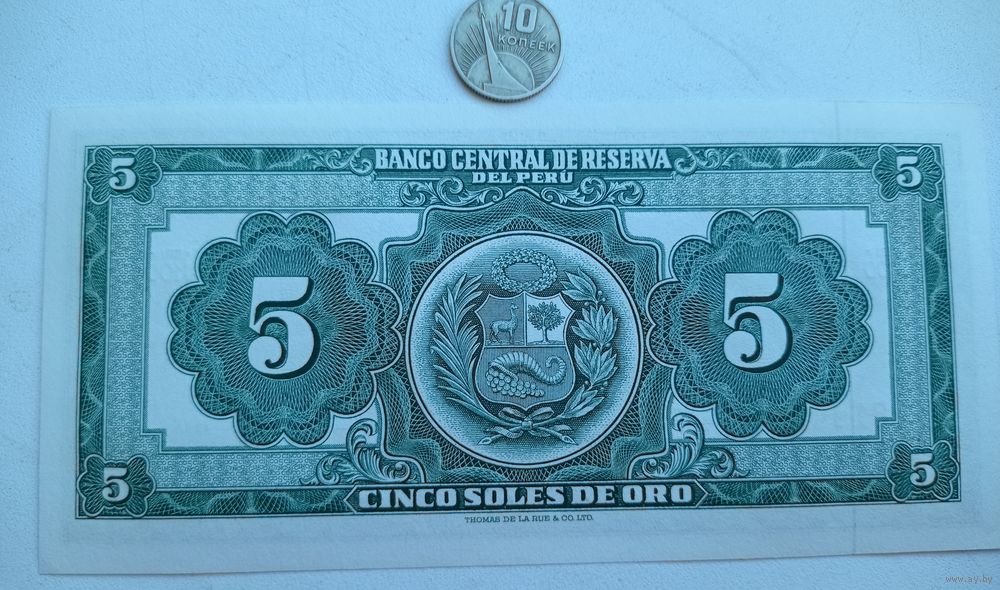 10
КОПЕЕК
5 BANCO CENTRAL DE RESERVA 5
DEL PERÚ
5 5
5 5
CINCO SOLES DE ORO
THOMAS DE LA RUE & CO. LTD.
www.ay.by